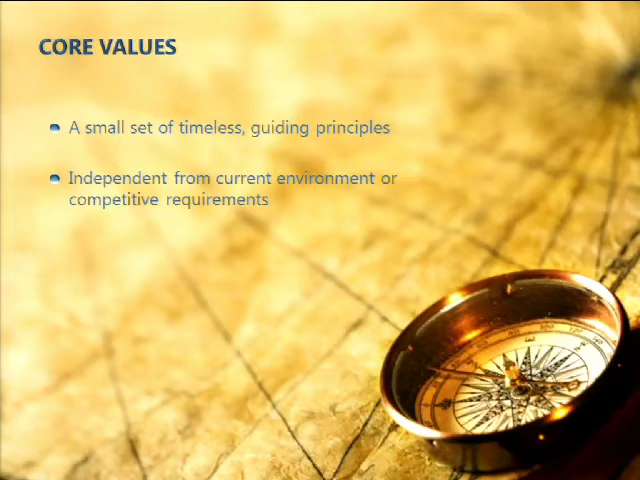 CORE VALUES
A small set of timeless, guiding principles
Independent from current environment or
competitive requirements